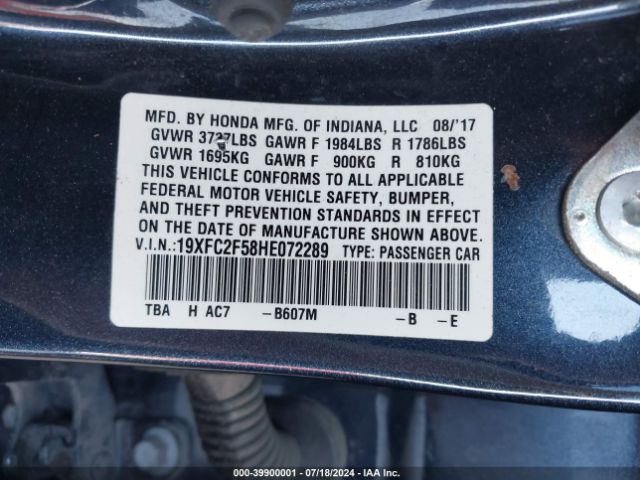 MFD. BY HONDA MFG. OF INDIANA, LLC 08/'17
GVWR 3737LBS GAWR F 1984LBS R 1786LBS
GVWR 1695KG GAWR F 900KG R 810KG
THIS VEHICLE CONFORMS TO ALL APPLICABLE
FEDERAL MOTOR VEHICLE SAFETY, BUMPER,
AND THEFT PREVENTION STANDARDS IN EFFECT
ON THE DATE OF MANUFACTURE SHOWN ABOVE.
V.I.N.:19XFC2F58HE072289 TYPE: PASSENGER CAR
TBA H AC7 -B607M -B -E
000-39900001 - 07/18/2024 - IAA Inc.